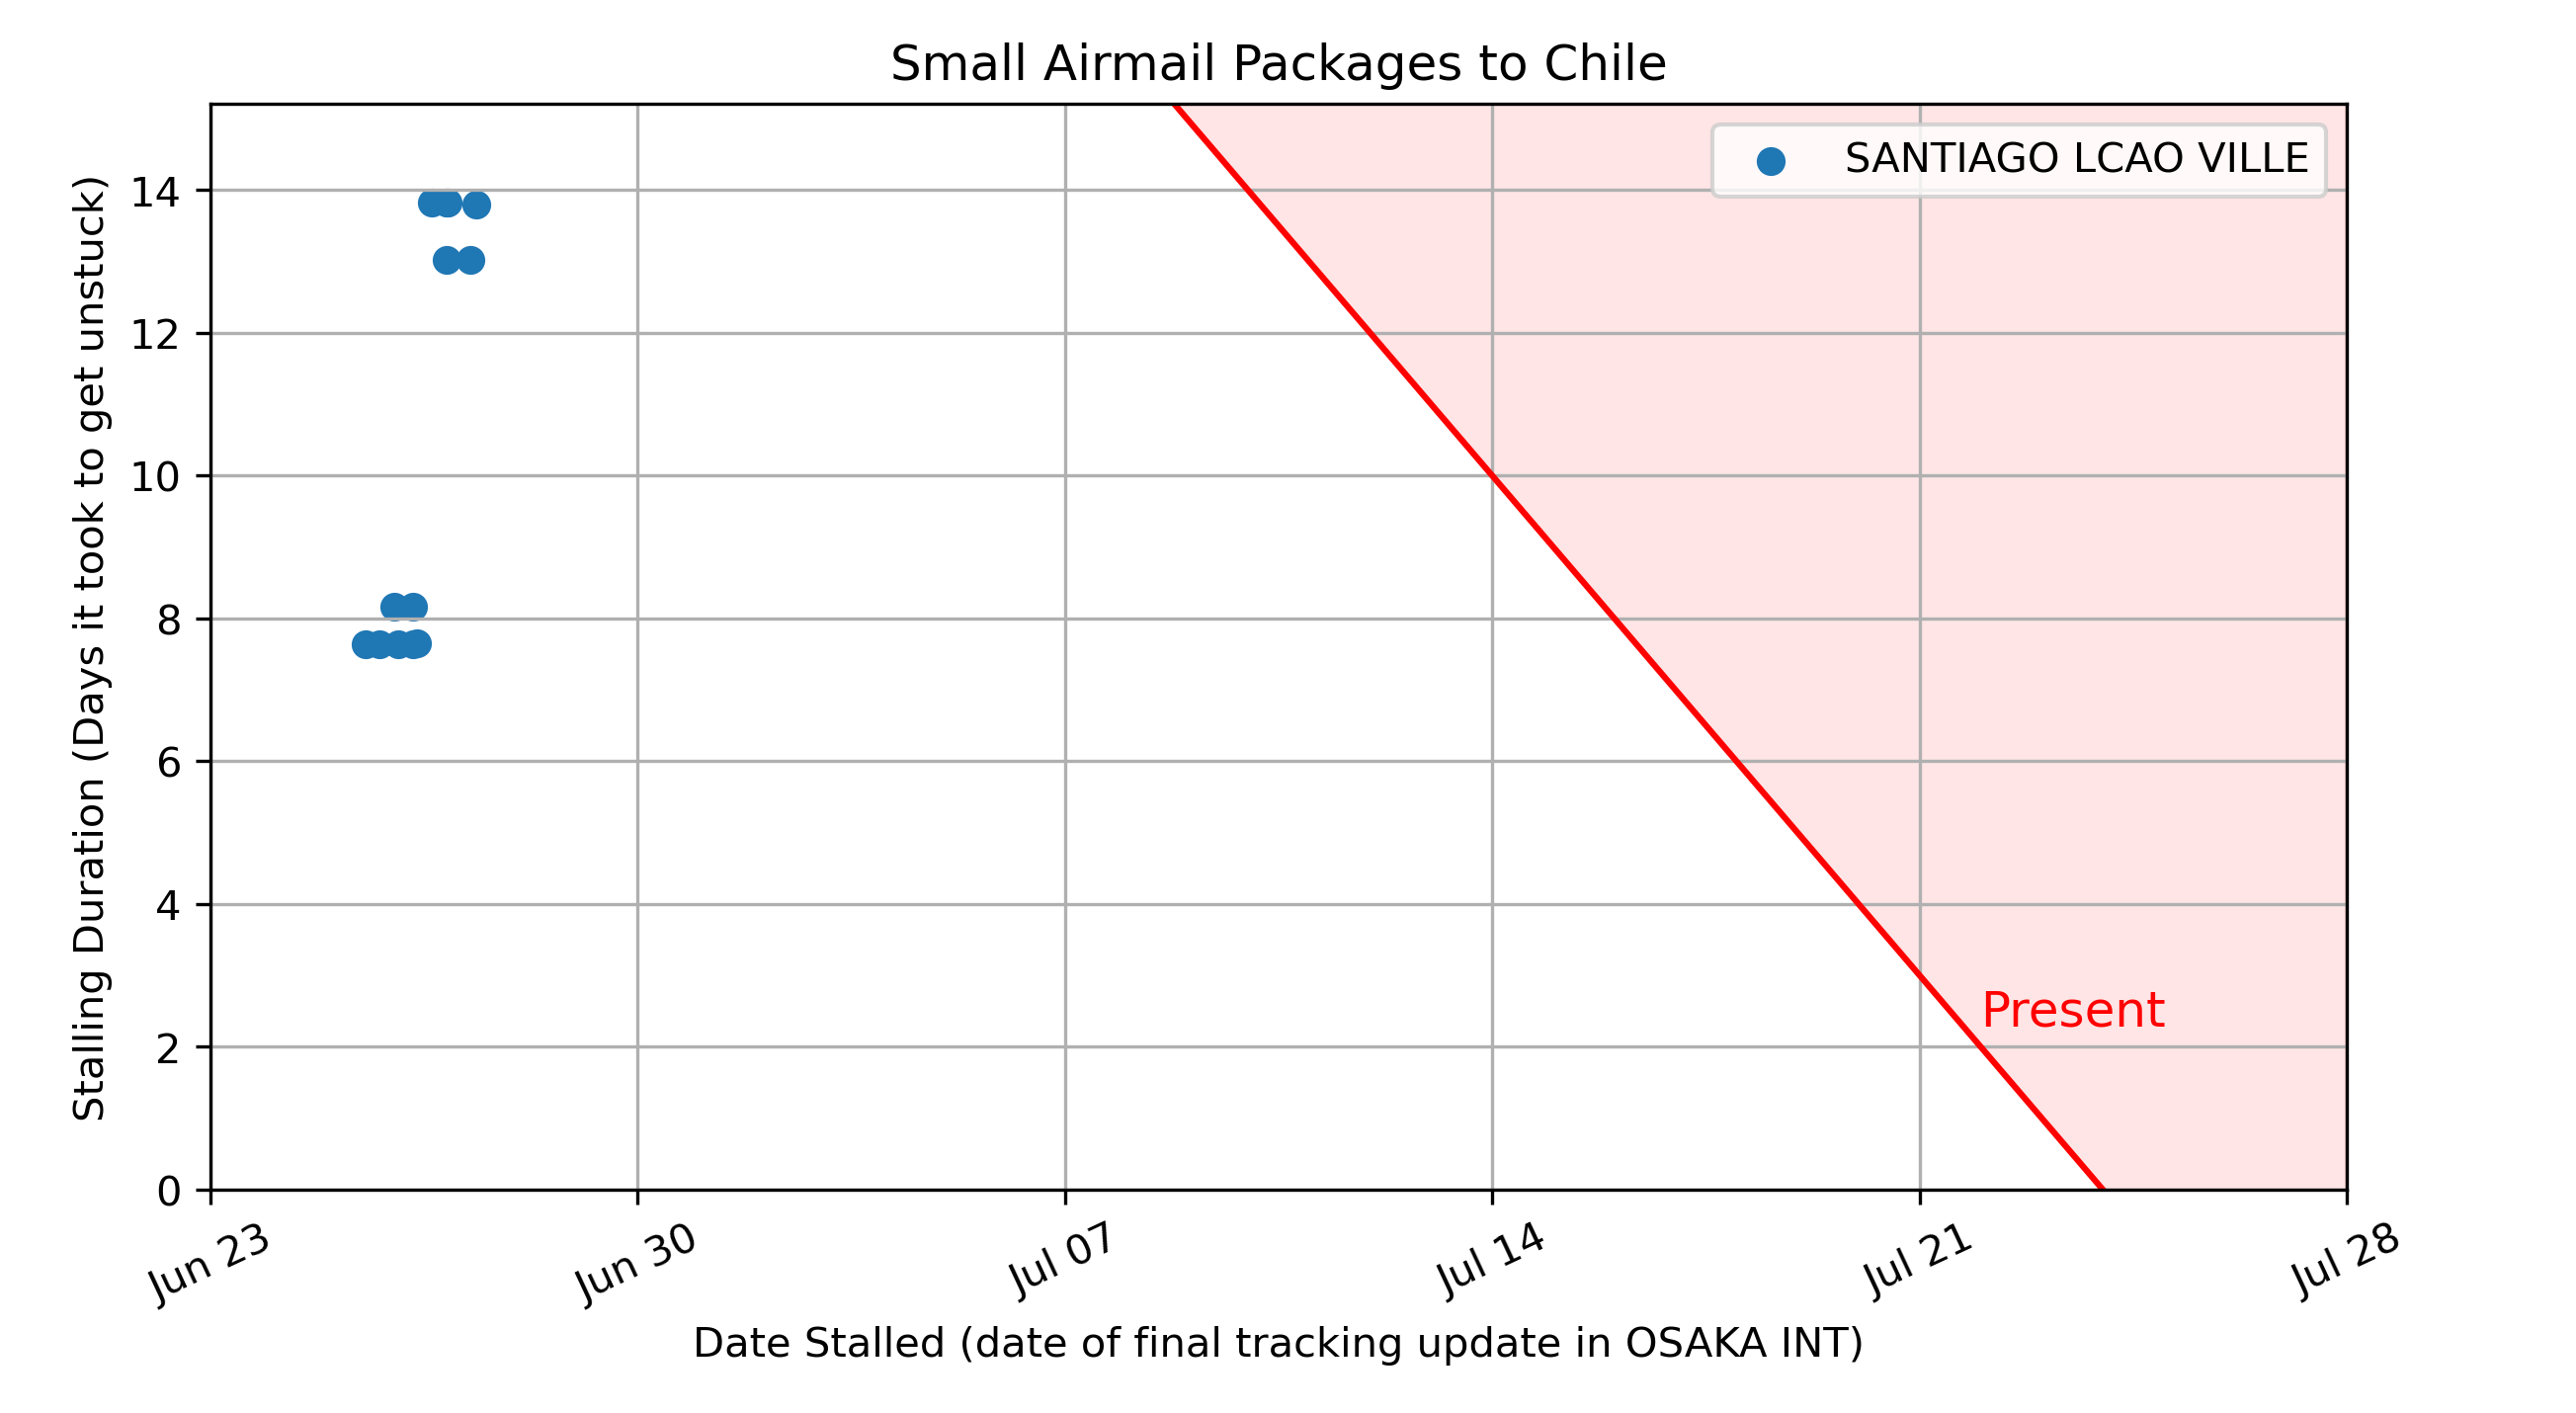 Small Airmail Packages to Chile
SANTIAGO LCAO VILLE
Stalling Duration (Days it took to get unstuck)
14
12
10
8
6
4
2
0
Present
Jun 23
Jun 30
Jul 07
Jul 14
Jul 21
Jul 28
Date Stalled (date of final tracking update in OSAKA INT)